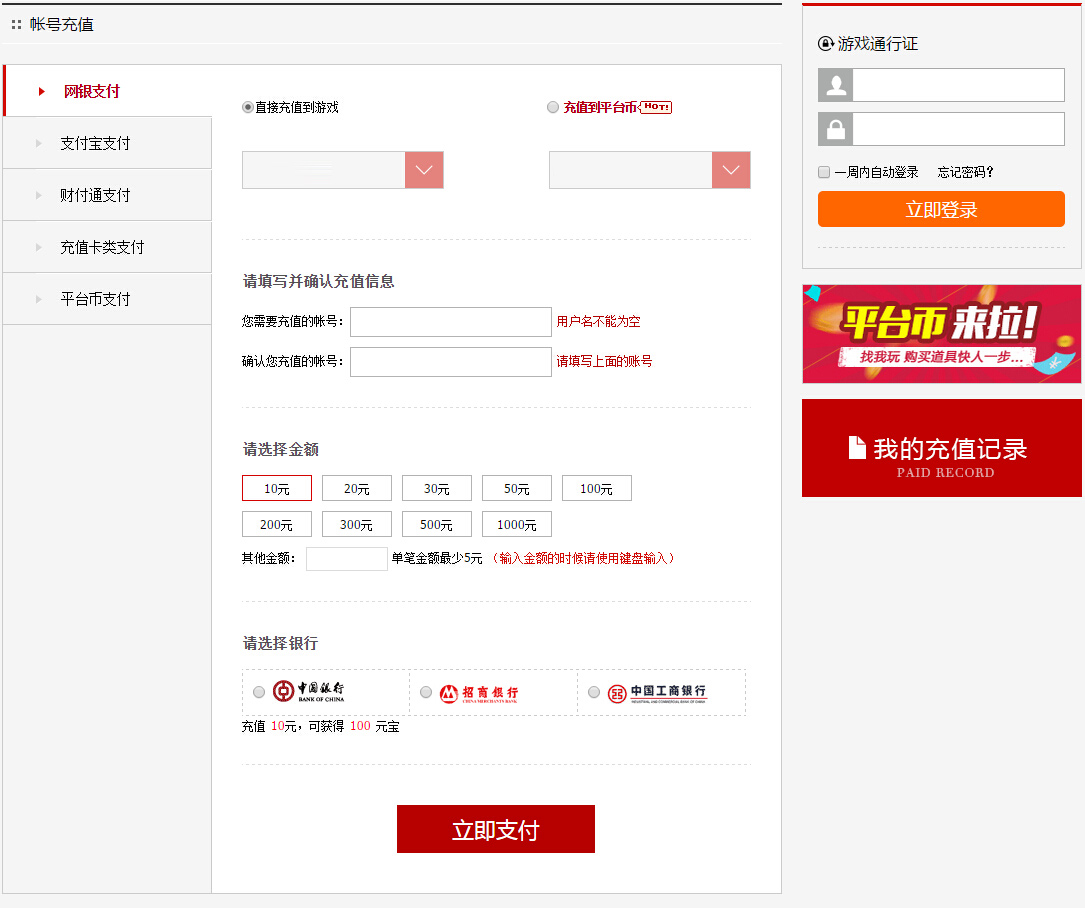 帐号充值
网银支付
支付宝支付
财付通支付
充值卡类支付
平台币支付
直接充值到游戏
充值到平台币 HOT!
请填写并确认充值信息
您需要充值的帐号： 用户名不能为空
确认您充值的帐号： 请填写上面的账号
请选择金额
10元 20元 30元 50元 100元
200元 300元 500元 1000元
其他金额： 单笔金额最少5元 （输入金额的时候请使用键盘输入）
请选择银行
中国银行
BANK OF CHINA
招商银行
CHINA MERCHANTS BANK
中国工商银行
INDUSTRIAL AND COMMERCIAL BANK OF CHINA
充值 10元，可获得 100 元宝
立即支付
游戏通行证
一周内自动登录 忘记密码?
立即登录
平台币 来拉!
找我玩 购买道具快人一步...
我的充值记录
PAID RECORD